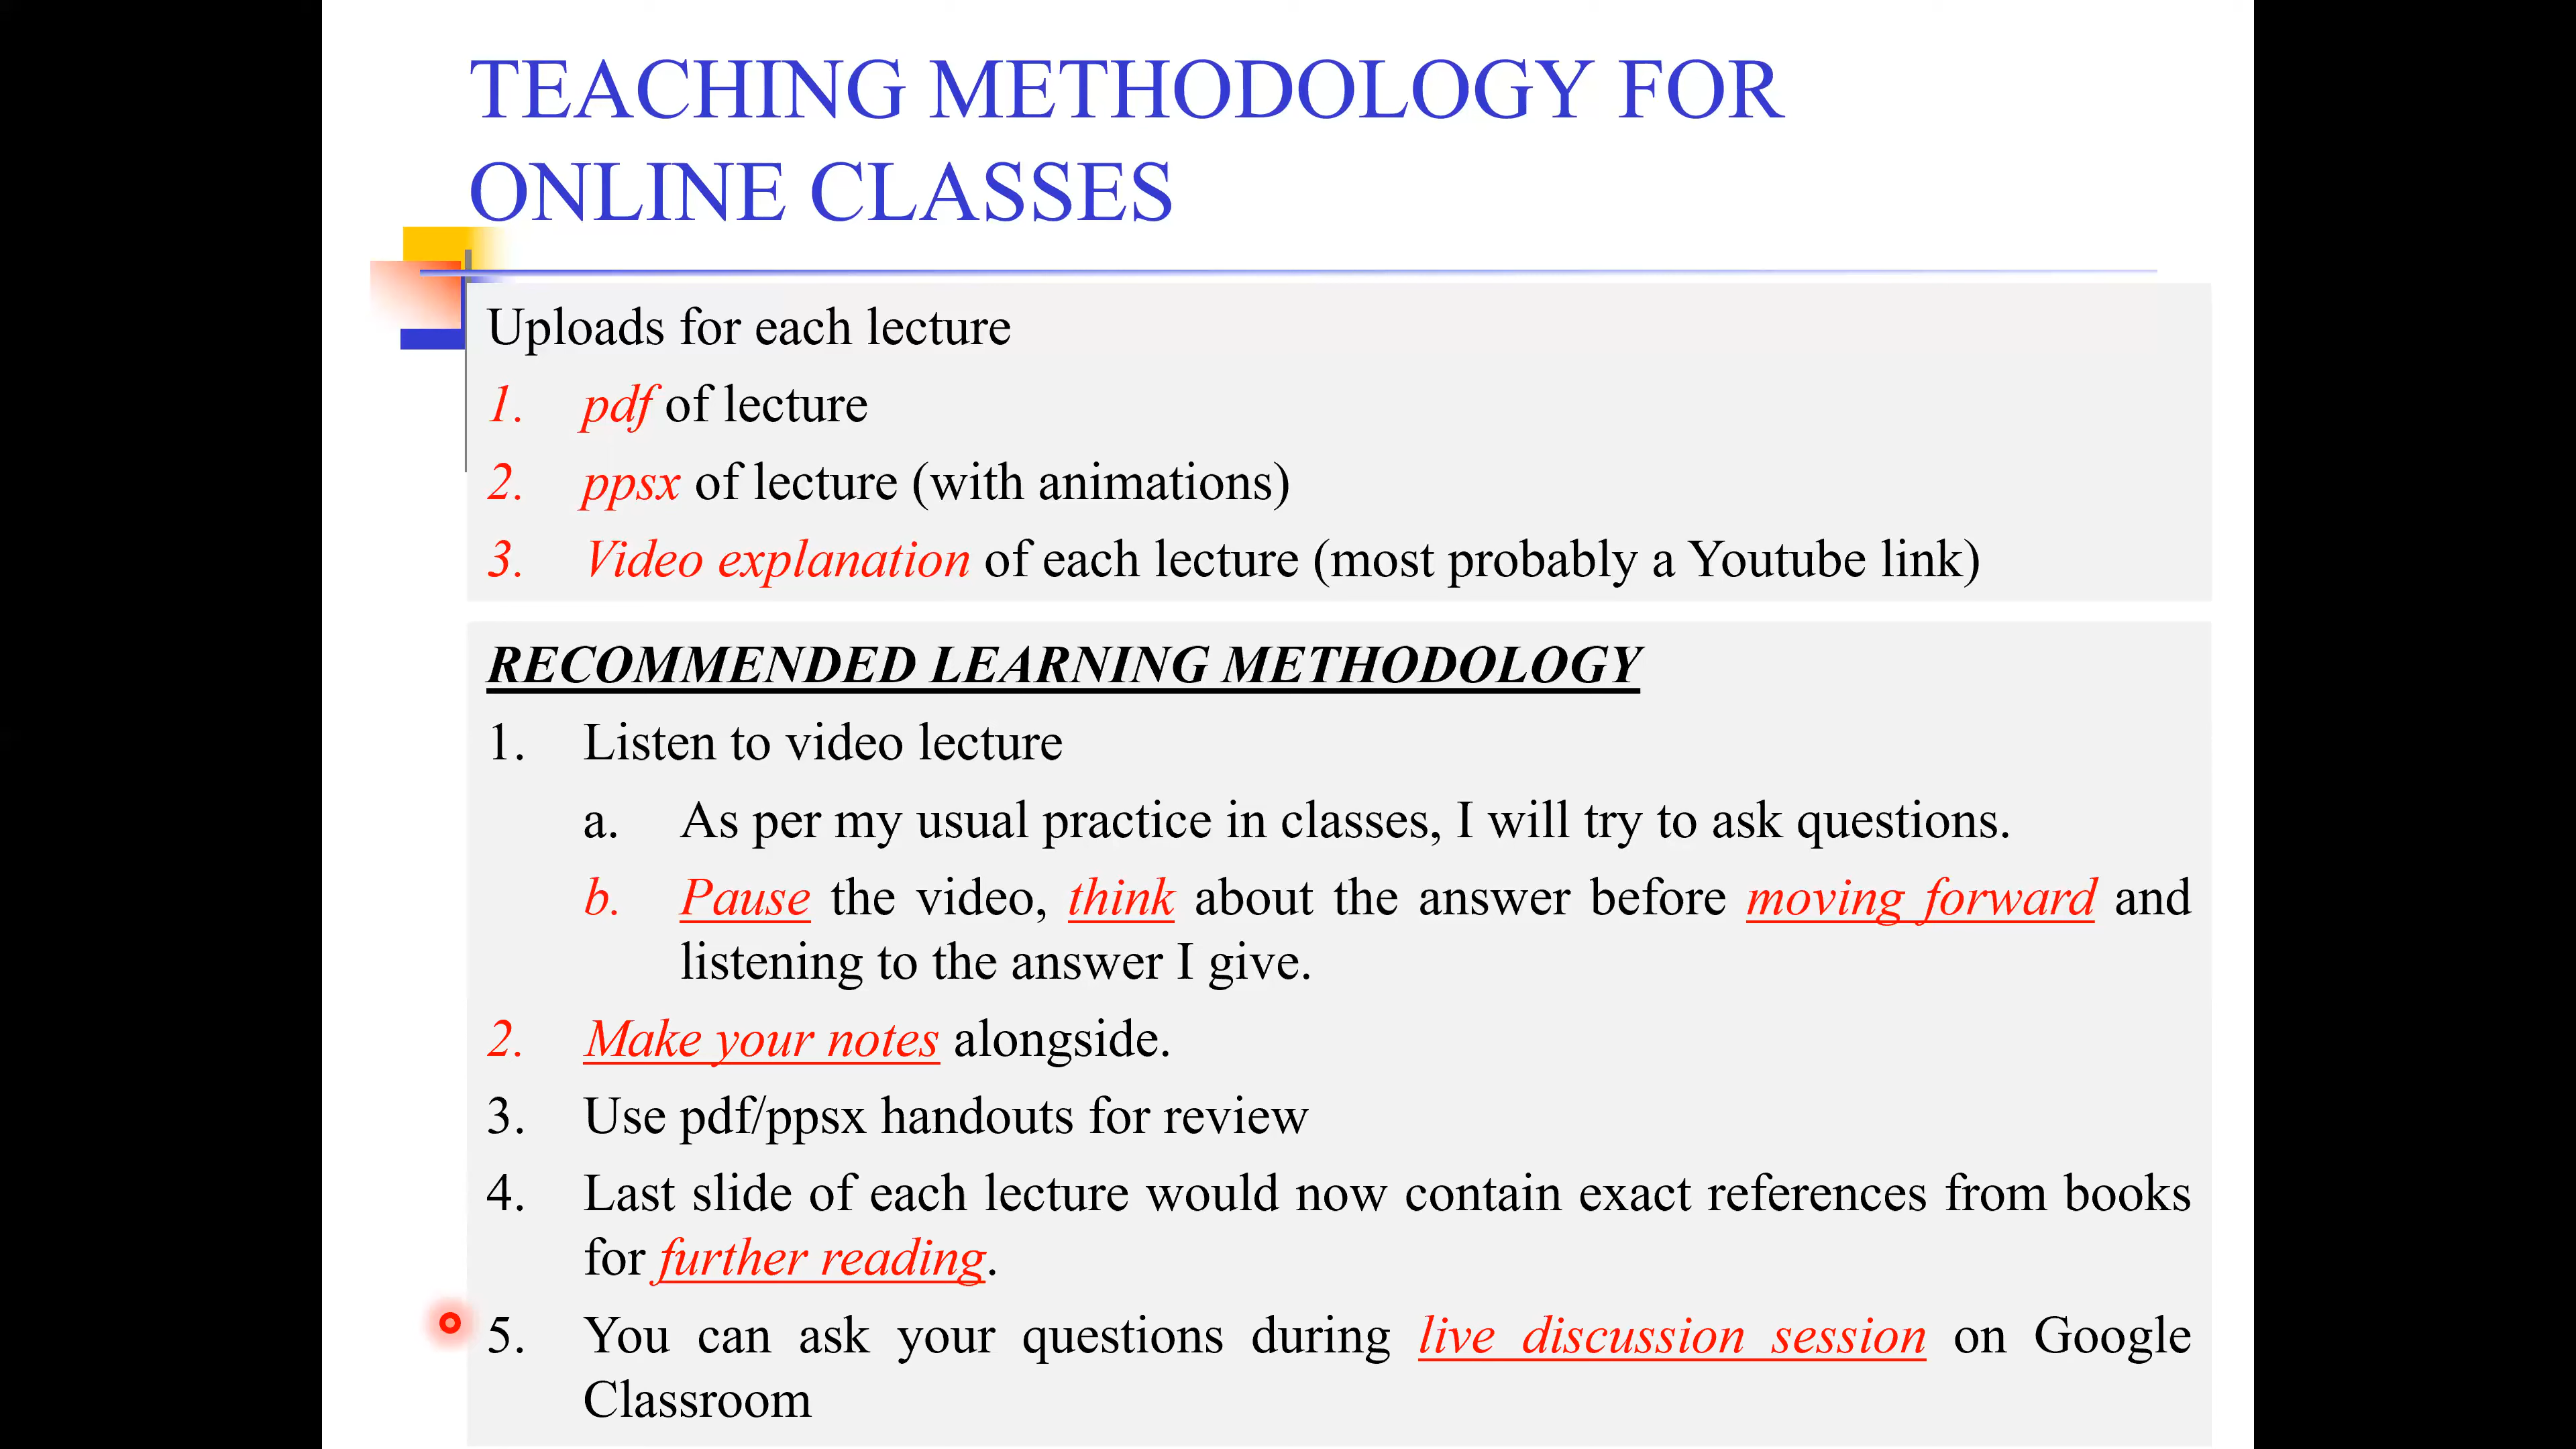 TEACHING METHODOLOGY FOR
ONLINE CLASSES
Uploads for each lecture
1. pdf of lecture
2. ppsx of lecture (with animations)
3. Video explanation of each lecture (most probably a Youtube link)
RECOMMENDED LEARNING METHODOLOGY
1. Listen to video lecture
a. As per my usual practice in classes, I will try to ask questions.
b. Pause the video, think about the answer before moving forward and
listening to the answer I give.
2. Make your notes alongside.
3. Use pdf/ppsx handouts for review
4. Last slide of each lecture would now contain exact references from books
for further reading.
5. You can ask your questions during live discussion session on Google
Classroom